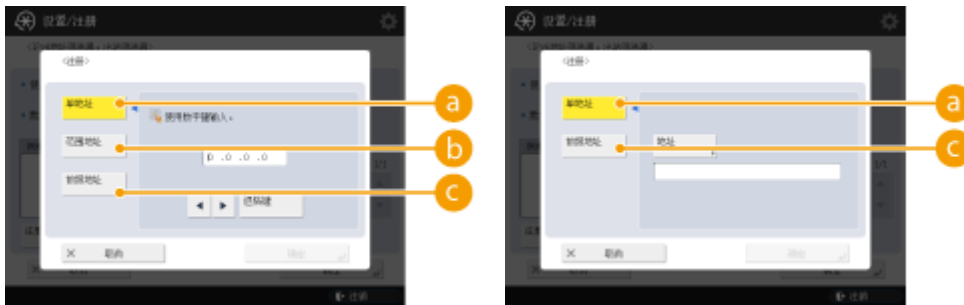 设置/注册
<注册>
单地址
a
使用数字键输入。
范围地址
b
0 .0 .0 .0
前缀地址
c
◀ ▶ 退格键
× 取消
确定
注销
设置/注册
<注册>
单地址
a
前缀地址
地址
c
× 取消
确定
注销